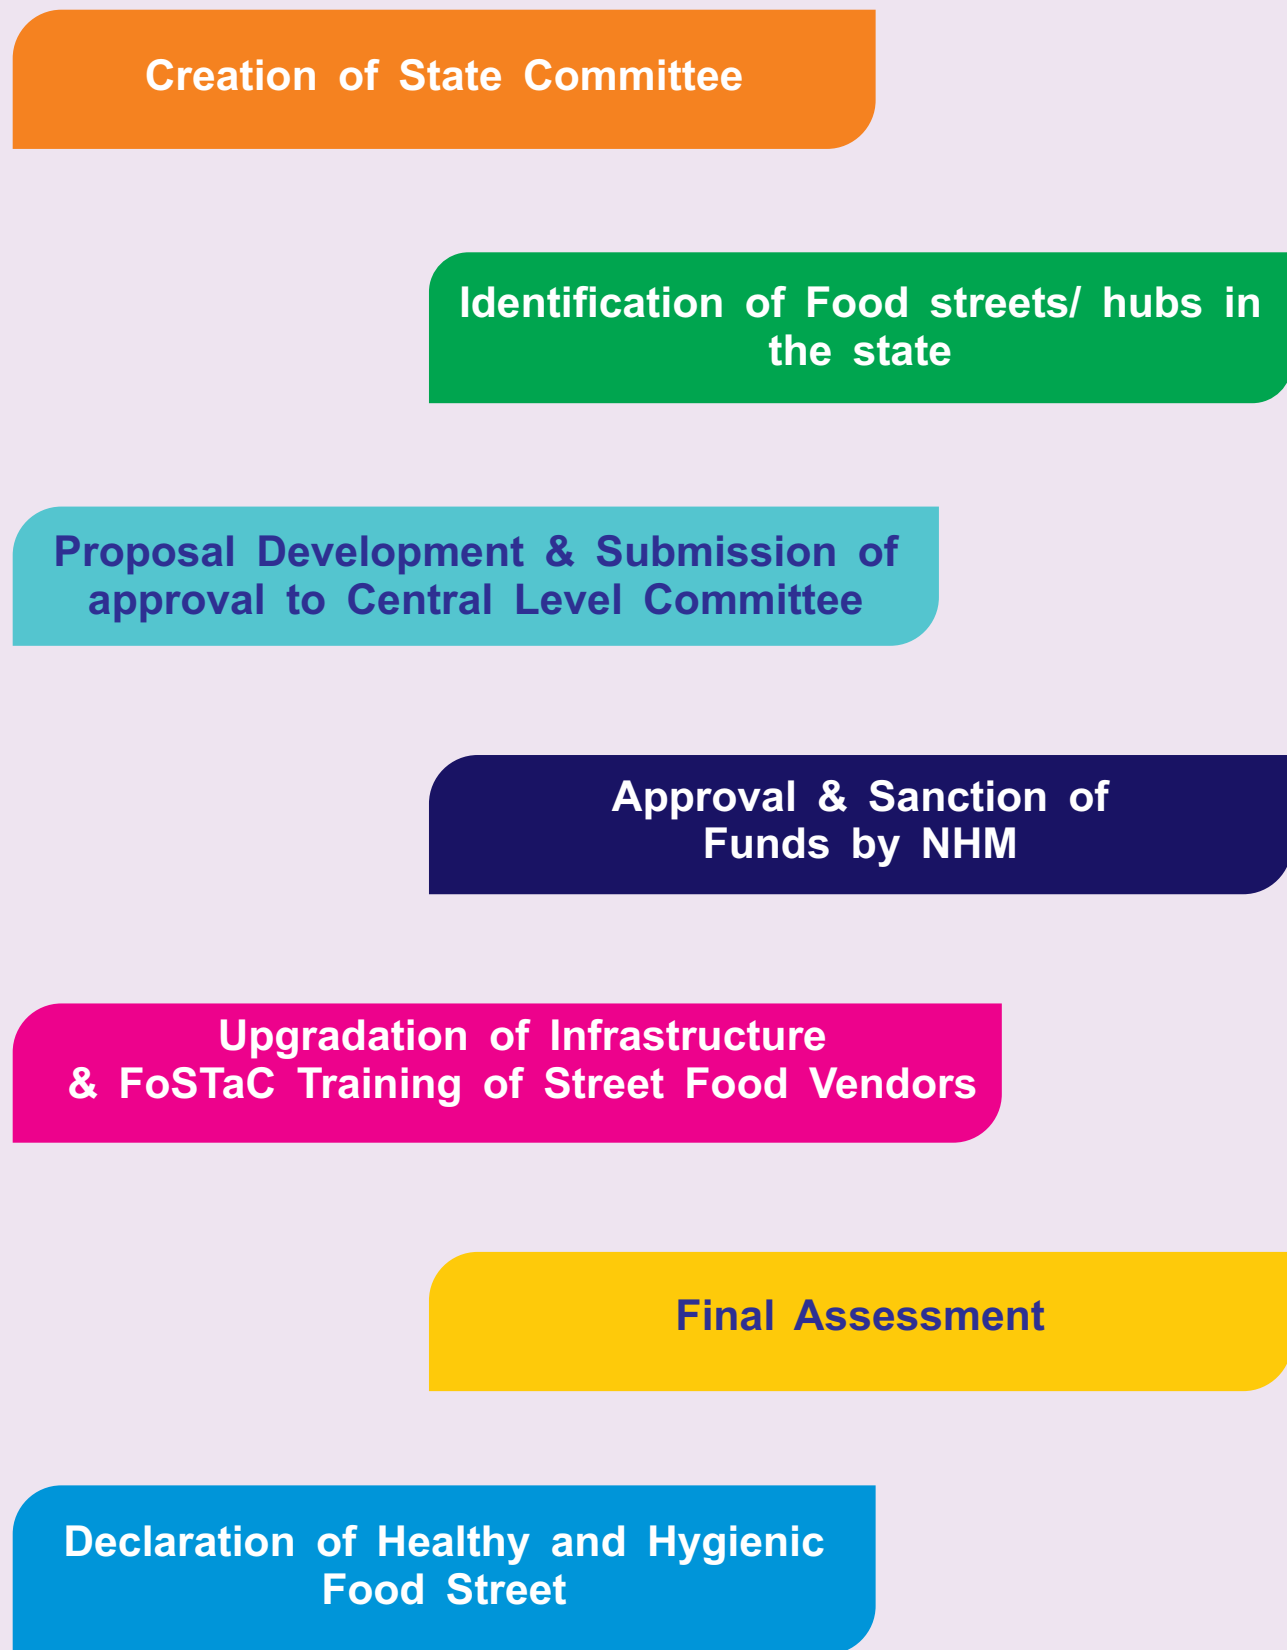 Creation of State Committee
Identification of Food streets/ hubs in
the state
Proposal Development & Submission of
approval to Central Level Committee
Approval & Sanction of
Funds by NHM
Upgradation of Infrastructure
& FoSTaC Training of Street Food Vendors
Final Assessment
Declaration of Healthy and Hygienic
Food Street